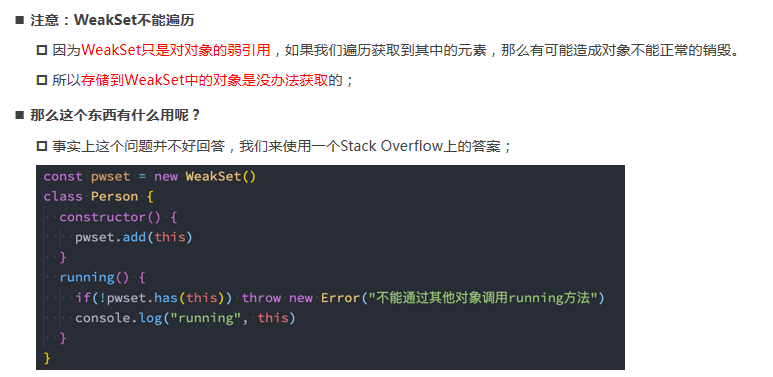 ■ 注意：WeakSet不能遍历
□ 因为WeakSet只是对对象的弱引用，如果我们遍历获取到其中的元素，那么有可能造成对象不能正常的销毁。
□ 所以存储到WeakSet中的对象是没办法获取的；
■ 那么这个东西有什么用呢？
□ 事实上这个问题并不好回答，我们来使用一个Stack Overflow上的答案；
const pwset = new WeakSet()
class Person {
  constructor() {
    pwset.add(this)
  }
  running() {
    if(!pwset.has(this)) throw new Error("不能通过其他对象调用running方法")
    console.log("running", this)
  }
}